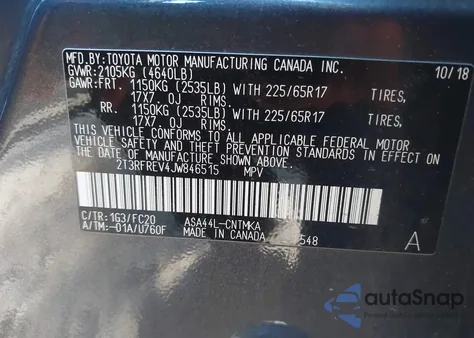 MFD.BY: TOYOTA MOTOR MANUFACTURING CANADA INC. 10/18
GVWR: 2105KG (4640LB)
GAWR: FRT. 1150KG (2535LB) WITH 225/65R17 TIRES,
17X7.0J RIMS.
RR. 1150KG (2535LB) WITH 225/65R17 TIRES,
17X7.0J RIMS.
THIS VEHICLE CONFORMS TO ALL APPLICABLE FEDERAL MOTOR
VEHICLE SAFETY AND THEFT PREVENTION STANDARDS IN
EFFECT ON THE DATE OF MANUFACTURE SHOWN ABOVE.
2T3RFREV4JW846515 MPV
C/TR: 1G3/FC20 ASA44L-CNTMKA
A/TM: -01A/U760F MADE IN CANADA 548 A
autoSnap